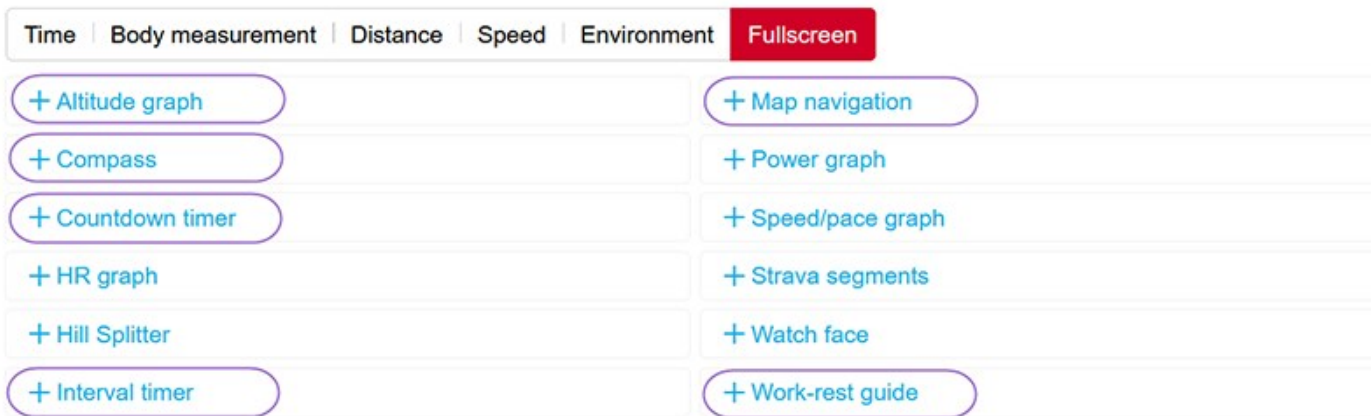 Time Body measurement Distance Speed Environment Fullscreen
+ Altitude graph
+ Map navigation
+ Compass
+ Power graph
+ Countdown timer
+ Speed/pace graph
+ HR graph
+ Strava segments
+ Hill Splitter
+ Watch face
+ Interval timer
+ Work-rest guide